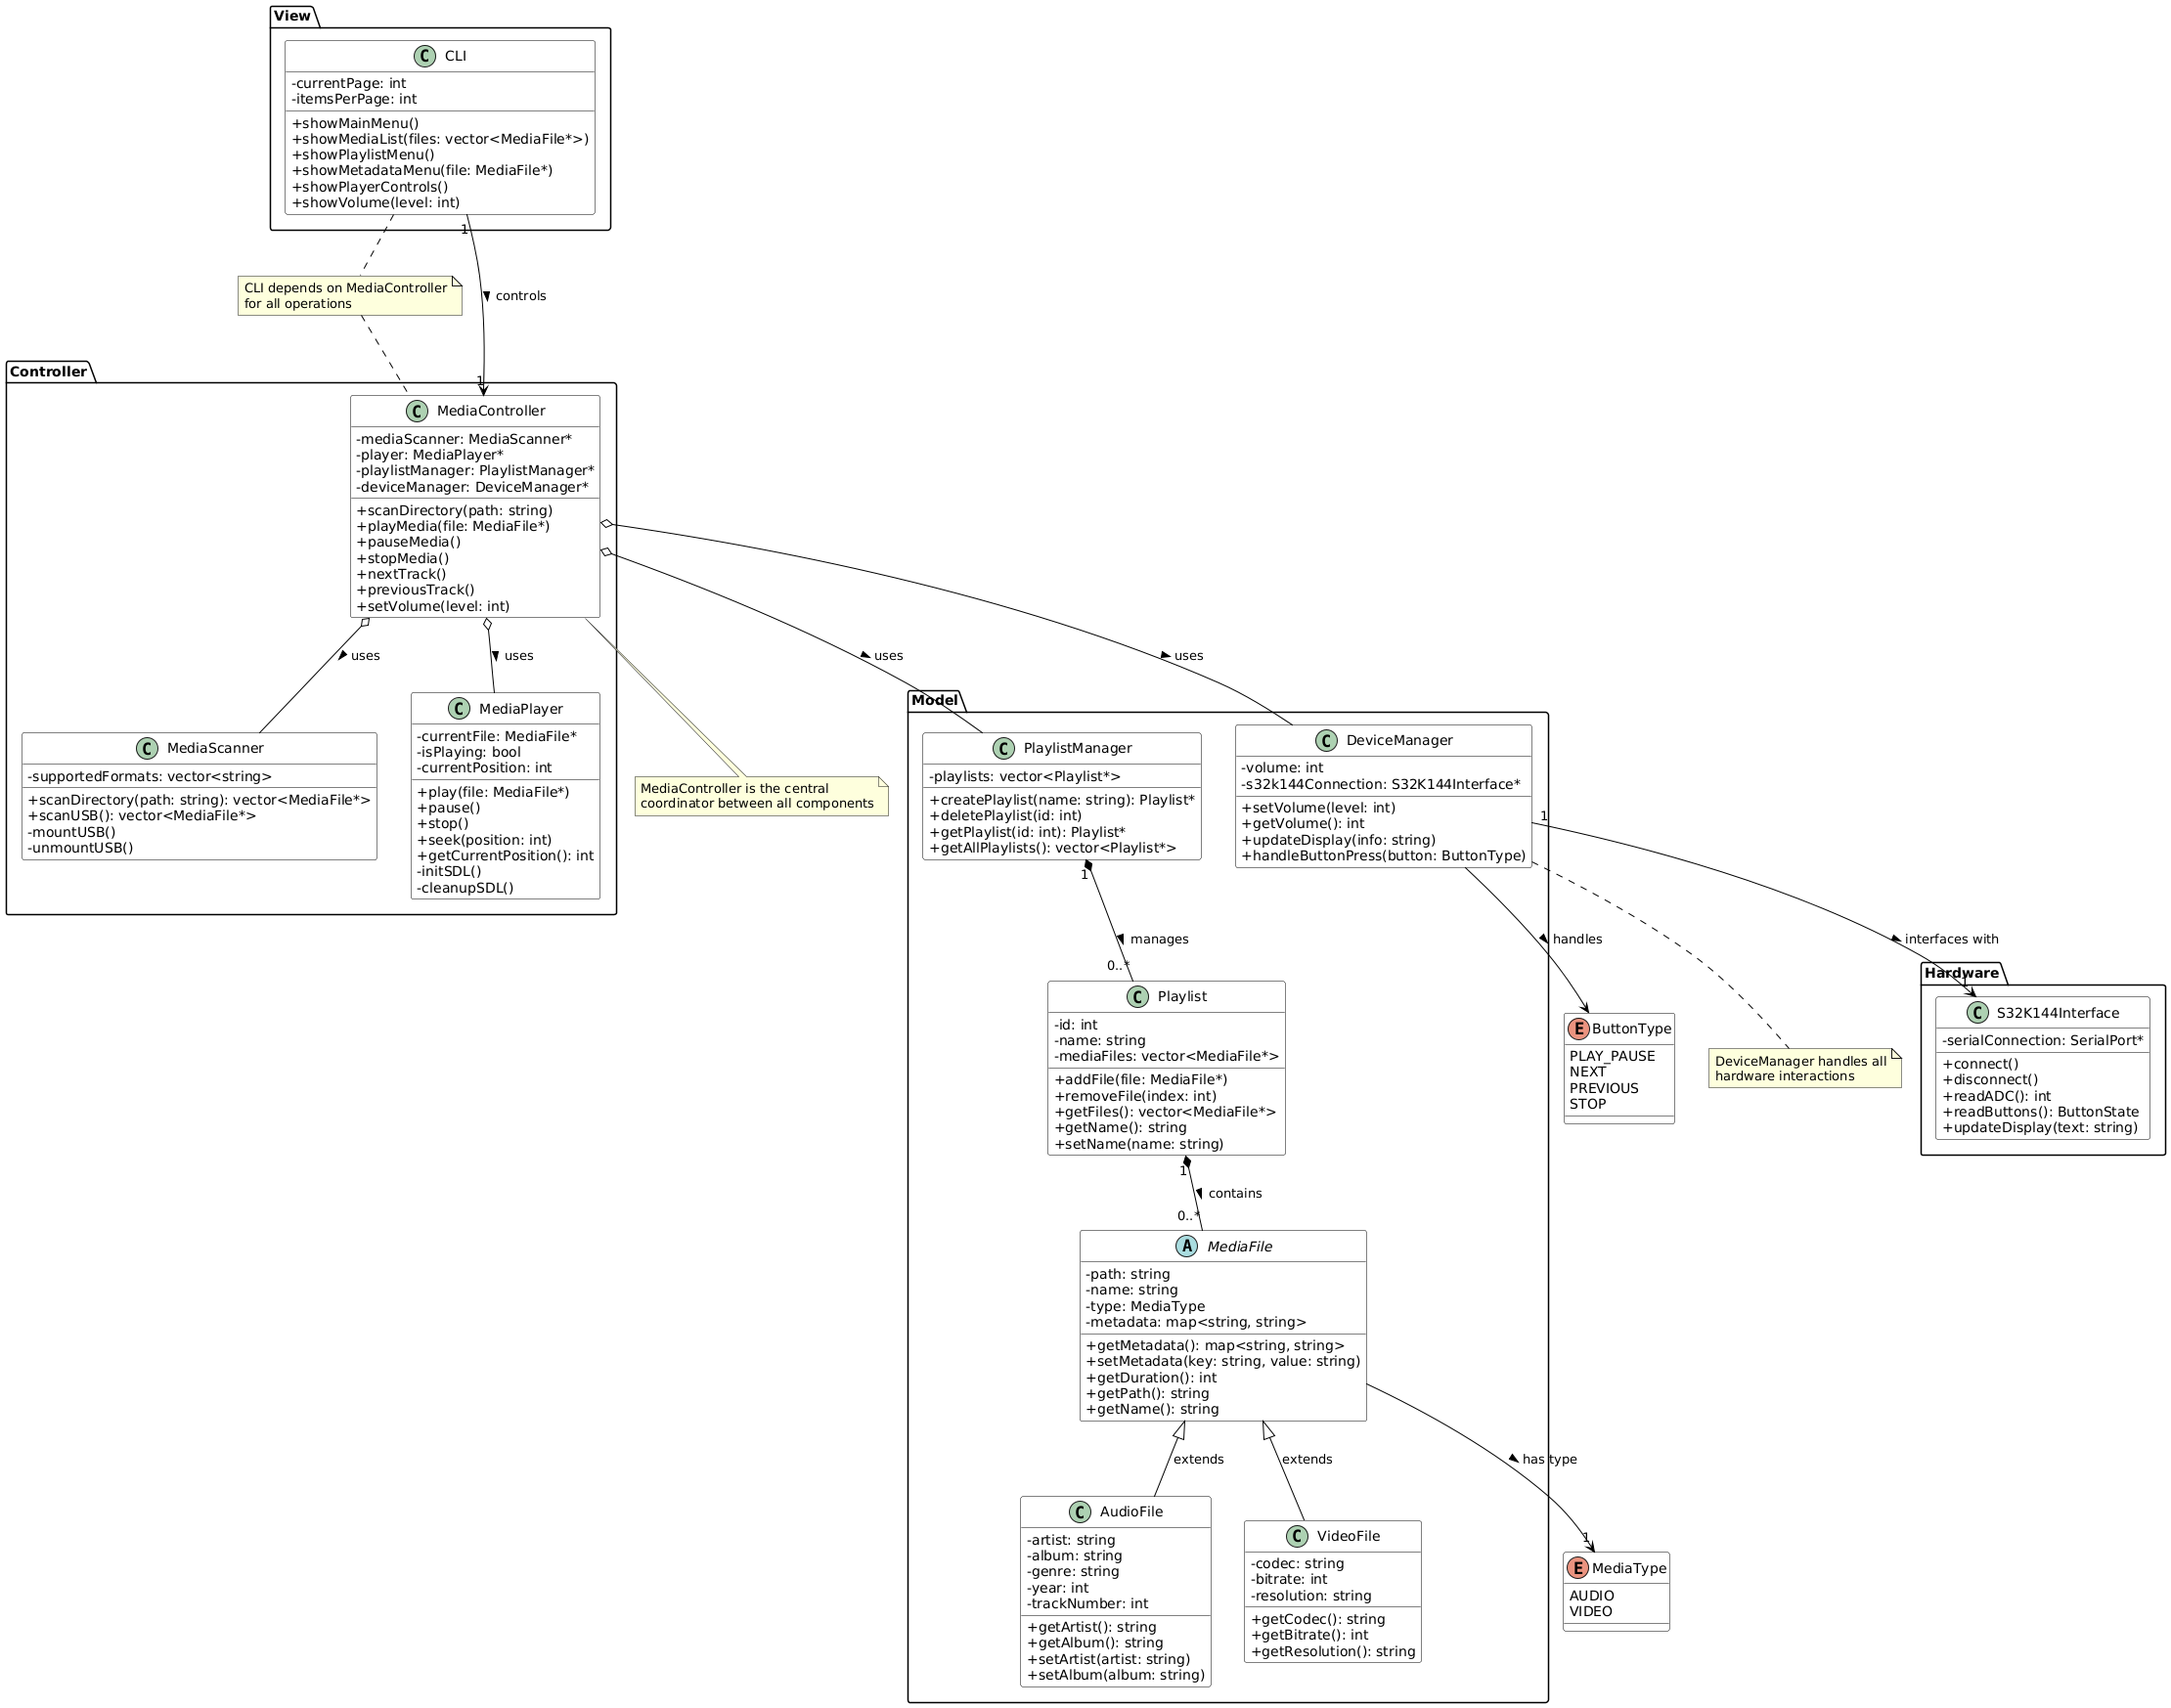 View
CLI
-currentPage: int
-itemsPerPage: int
+showMainMenu()
+showMediaList(files: vector<MediaFile*>)
+showPlaylistMenu()
+showMetadataMenu(file: MediaFile*)
+showPlayerControls()
+showVolume(level: int)
1
CLI depends on MediaController
for all operations
controls
1
Controller
MediaController
-mediaScanner: MediaScanner*
-player: MediaPlayer*
-playlistManager: PlaylistManager*
-deviceManager: DeviceManager*
+scanDirectory(path: string)
+playMedia(file: MediaFile*)
+pauseMedia()
+stopMedia()
+nextTrack()
+previousTrack()
+setVolume(level: int)
uses
uses
uses
uses
MediaScanner
-supportedFormats: vector<string>
+scanDirectory(path: string): vector<MediaFile*>
+scanUSB(): vector<MediaFile*>
-mountUSB()
-unmountUSB()
MediaPlayer
-currentFile: MediaFile*
-isPlaying: bool
-currentPosition: int
+play(file: MediaFile*)
+pause()
+stop()
+seek(position: int)
+getCurrentPosition(): int
-initSDL()
-cleanupSDL()
MediaController is the central
coordinator between all components
Model
PlaylistManager
-playlists: vector<Playlist*>
+createPlaylist(name: string): Playlist*
+deletePlaylist(id: int)
+getPlaylist(id: int): Playlist*
+getAllPlaylists(): vector<Playlist*>
DeviceManager
-volume: int
-s32k144Connection: S32K144Interface*
+setVolume(level: int)
+getVolume(): int
+updateDisplay(info: string)
+handleButtonPress(button: ButtonType)
1
1
manages
0..*
handles
interfaces with
1
Playlist
-id: int
-name: string
-mediaFiles: vector<MediaFile*>
+addFile(file: MediaFile*)
+removeFile(index: int)
+getFiles(): vector<MediaFile*>
+getName(): string
+setName(name: string)
ButtonType
PLAY_PAUSE
NEXT
PREVIOUS
STOP
DeviceManager handles all
hardware interactions
Hardware
S32K144Interface
-serialConnection: SerialPort*
+connect()
+disconnect()
+readADC(): int
+readButtons(): ButtonState
+updateDisplay(text: string)
1
contains
0..*
MediaFile
-path: string
-name: string
-type: MediaType
-metadata: map<string, string>
+getMetadata(): map<string, string>
+setMetadata(key: string, value: string)
+getDuration(): int
+getPath(): string
+getName(): string
extends
extends
has type
1
AudioFile
-artist: string
-album: string
-genre: string
-year: int
-trackNumber: int
+getArtist(): string
+getAlbum(): string
+setArtist(artist: string)
+setAlbum(album: string)
VideoFile
-codec: string
-bitrate: int
-resolution: string
+getCodec(): string
+getBitrate(): int
+getResolution(): string
MediaType
AUDIO
VIDEO